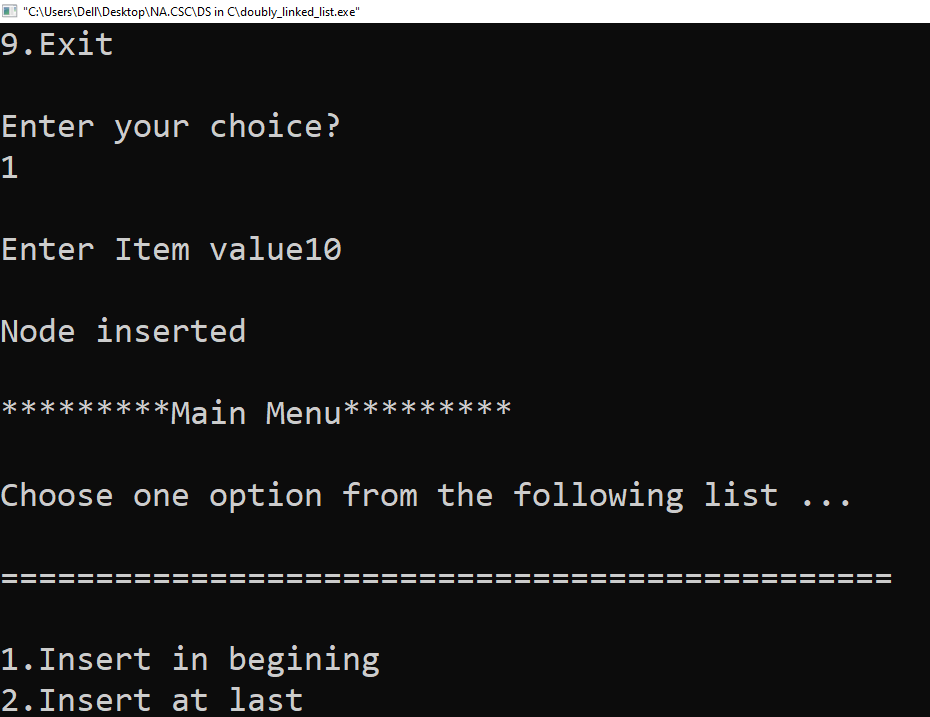 "C:\Users\Dell\Desktop\NA.CSC\DS in C\doubly_linked_list.exe"
9.Exit
Enter your choice?
1
Enter Item value10
Node inserted
*********Main Menu*********
Choose one option from the following list ...
===============================================
1.Insert in begining
2.Insert at last